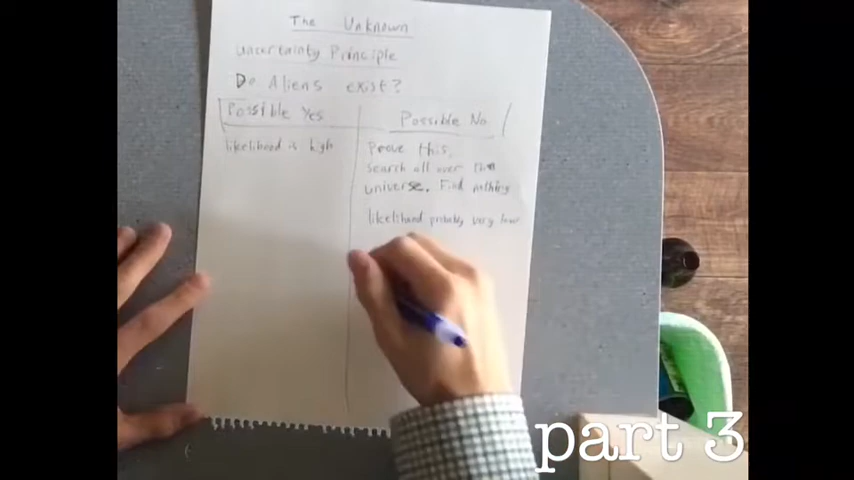 The Unknown
Uncertainty Principle
Do Aliens exist?
Possible Yes
Possible No
likelihood is high
Prove this.
Search all over the
universe. Find nothing
likelihood probably very low
part 3